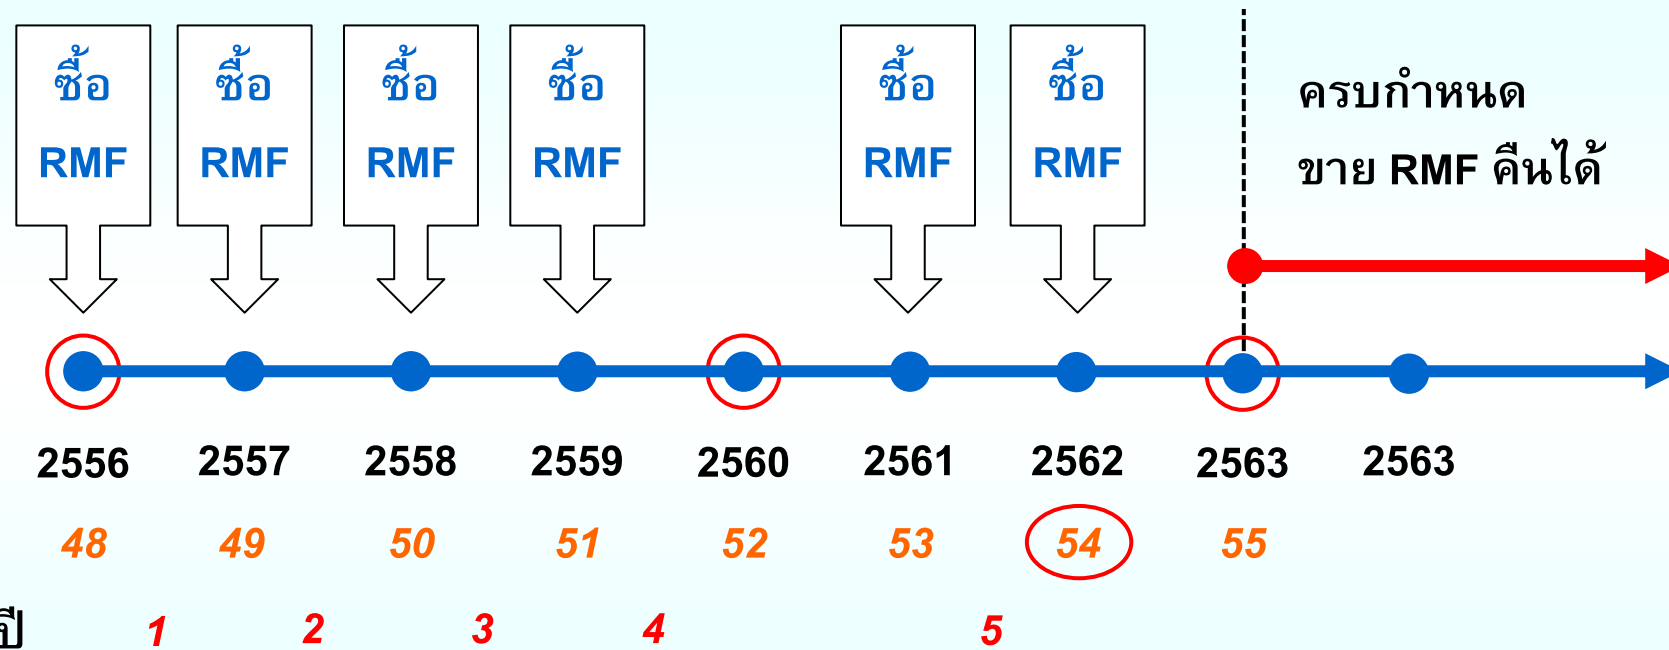 ซื้อ ซื้อ ซื้อ ซื้อ ซื้อ ซื้อ
RMF RMF RMF RMF RMF RMF
ครบกำหนด
ขาย RMF คืนได้
2556 2557 2558 2559 2560 2561 2562 2563 2563
48 49 50 51 52 53 54 55
ปี 1 2 3 4 5